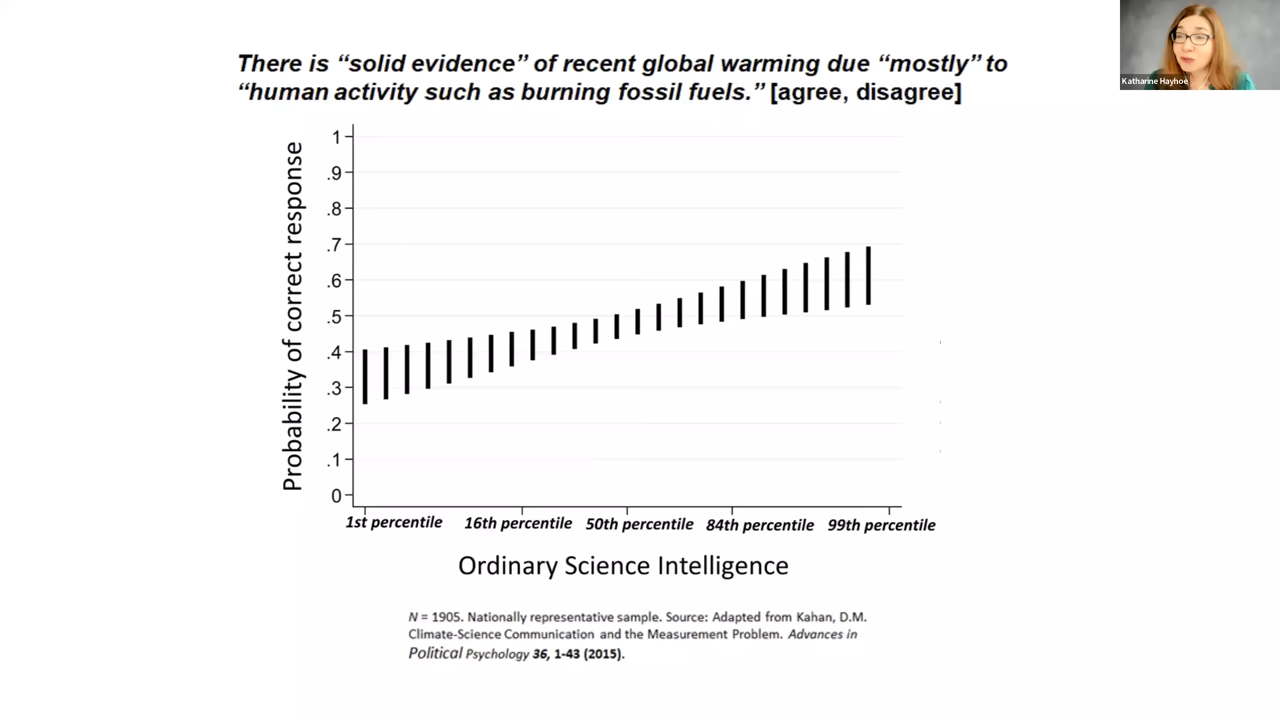 There is “solid evidence” of recent global warming due “mostly” to
“human activity such as burning fossil fuels.” [agree, disagree]
Katharine Hayhoe
Probability of correct response
1
.9
.8
.7
.6
.5
.4
.3
.2
.1
0
1st percentile 16th percentile 50th percentile 84th percentile 99th percentile
Ordinary Science Intelligence
N = 1905. Nationally representative sample. Source: Adapted from Kahan, D.M.
Climate-Science Communication and the Measurement Problem. Advances in
Political Psychology 36, 1-43 (2015).